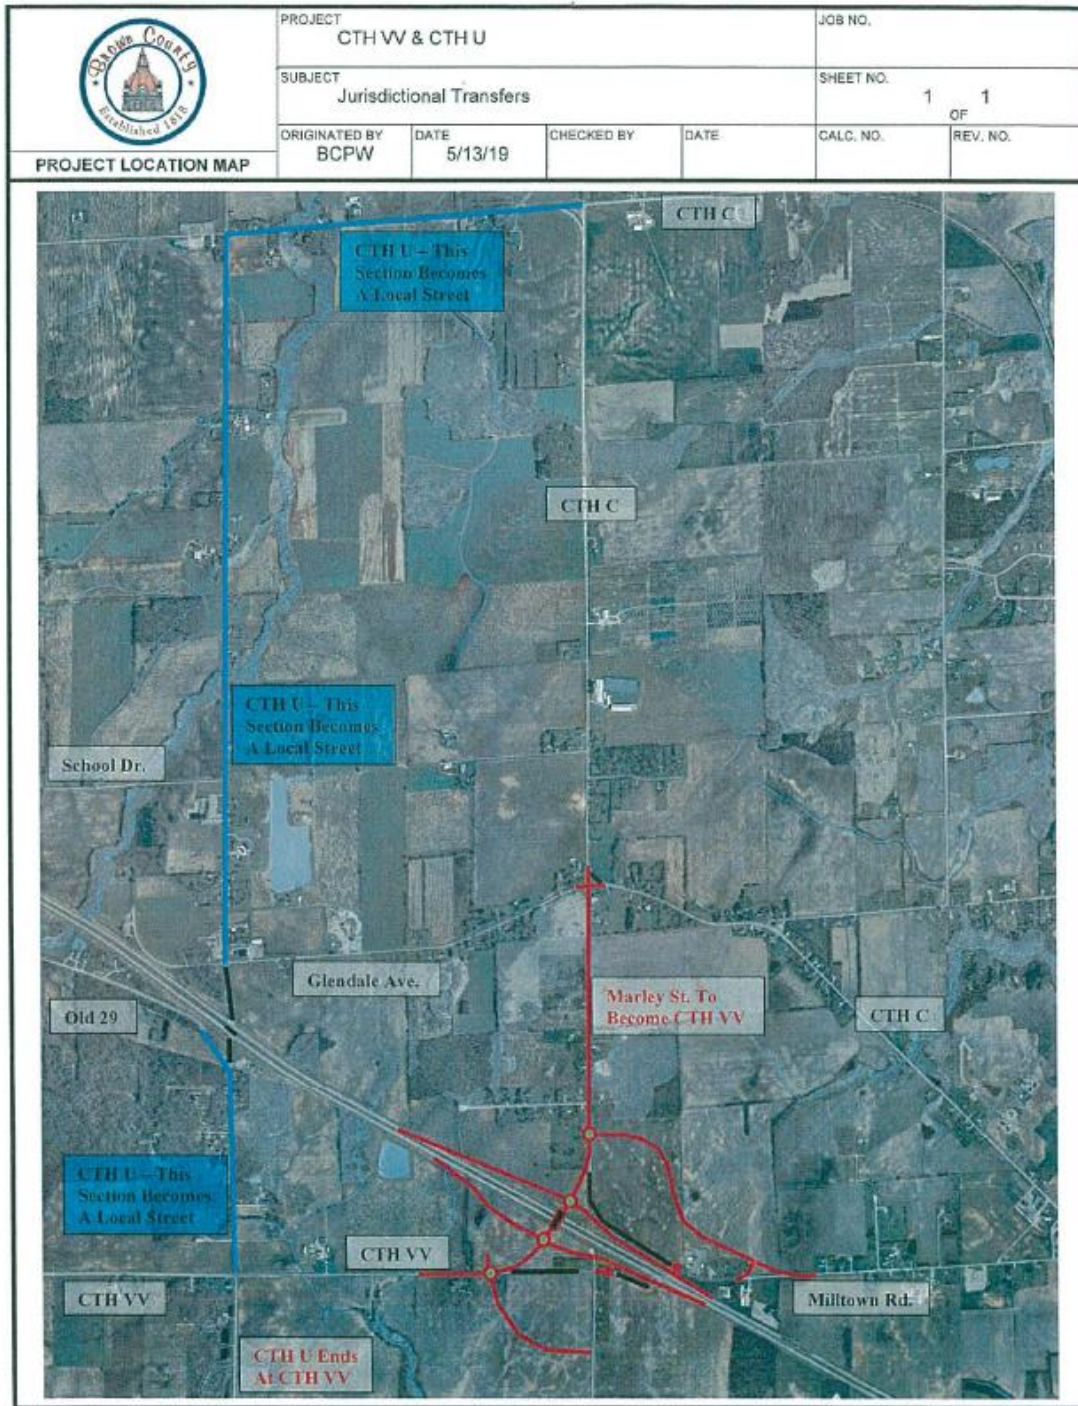 Brown County
Established 1818
PROJECT LOCATION MAP
PROJECT
CTH VV & CTH U
JOB NO.
SUBJECT
Jurisdictional Transfers
SHEET NO.
1 OF 1
ORIGINATED BY
BCPW
DATE
5/13/19
CHECKED BY
DATE
CALC. NO.
REV. NO.
CTH C
CTH U – This
Section Becomes
A Local Street
CTH C
CTH U – This
Section Becomes
A Local Street
School Dr.
Glendale Ave.
Marley St. To
Become CTH VV
Old 29
CTH C
CTH U – This
Section Becomes
A Local Street
CTH VV
CTH VV
Milltown Rd.
CTH U Ends
At CTH VV